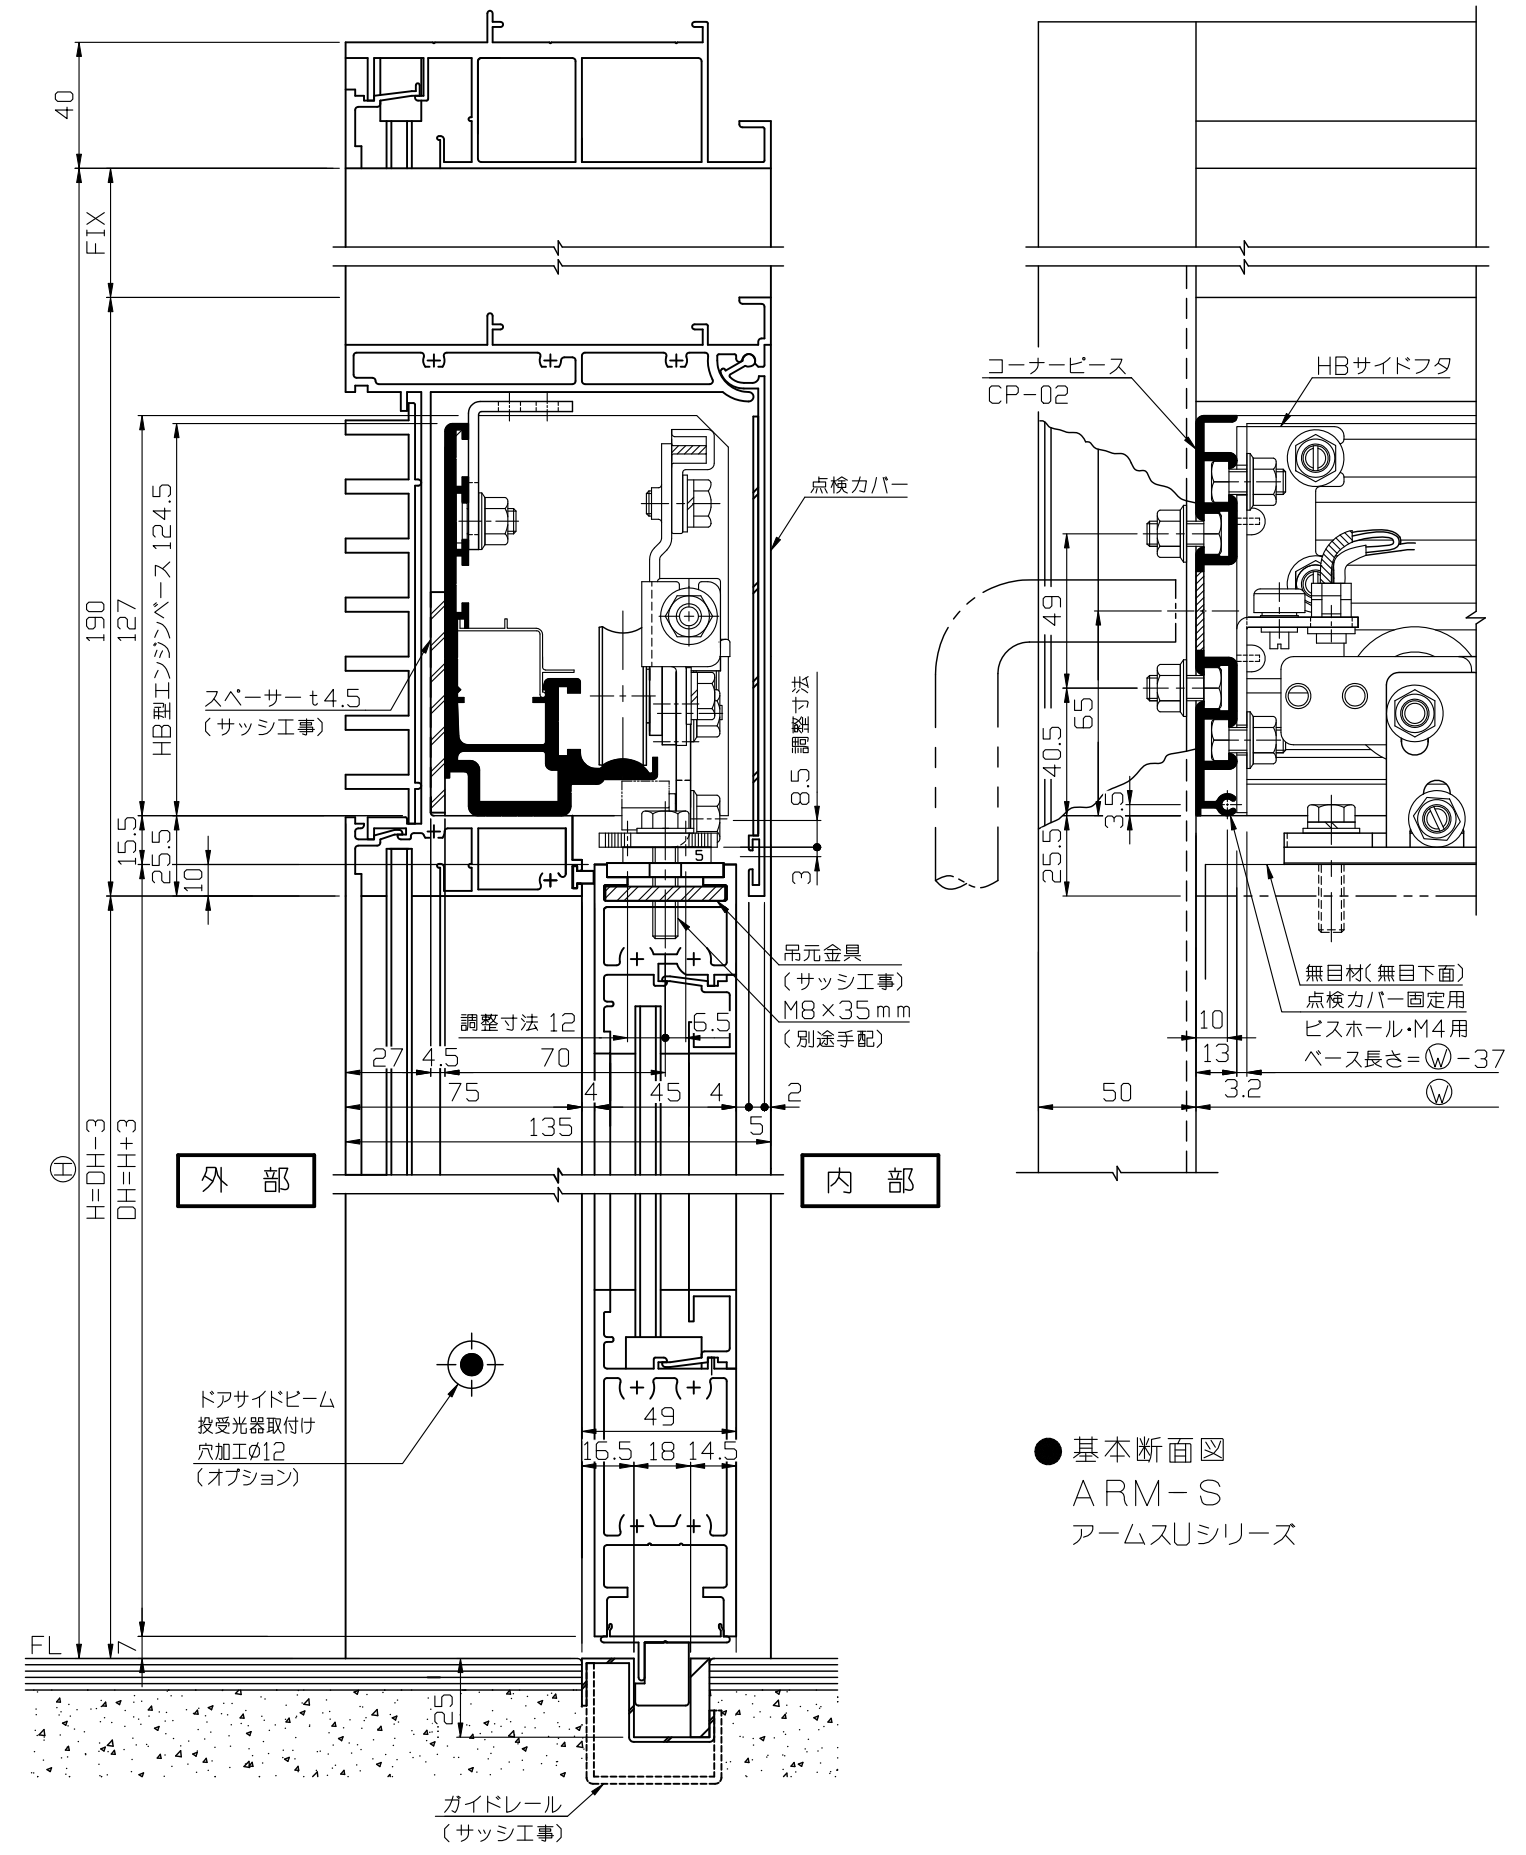 40
FIX
190
127
HB型エンジンベース 124.5
15.5
25.5
10
スペーサーt4.5
(サッシ工事)
点検カバー
8.5 調整寸法
3
5
吊元金具
(サッシ工事)
M8×35mm
(別途手配)
調整寸法 12
6.5
27
4.5
70
75
4
45
4
2
135
5
外 部
内 部
H
H=DH-3
DH=H+3
ドアサイドビーム
投受光器取付け
穴加工φ12
(オプション)
49
16.5
18
14.5
FL
7
25
ガイドレール
(サッシ工事)
コーナーピース
CP-02
HBサイドフタ
49
65
40.5
3.5
25.5
無目材(無目下面)
点検カバー固定用
ビスホール・M4用
ベース長さ=W-37
10
13
3.2
50
W
●基本断面図
ARM-S
アームスUシリーズ